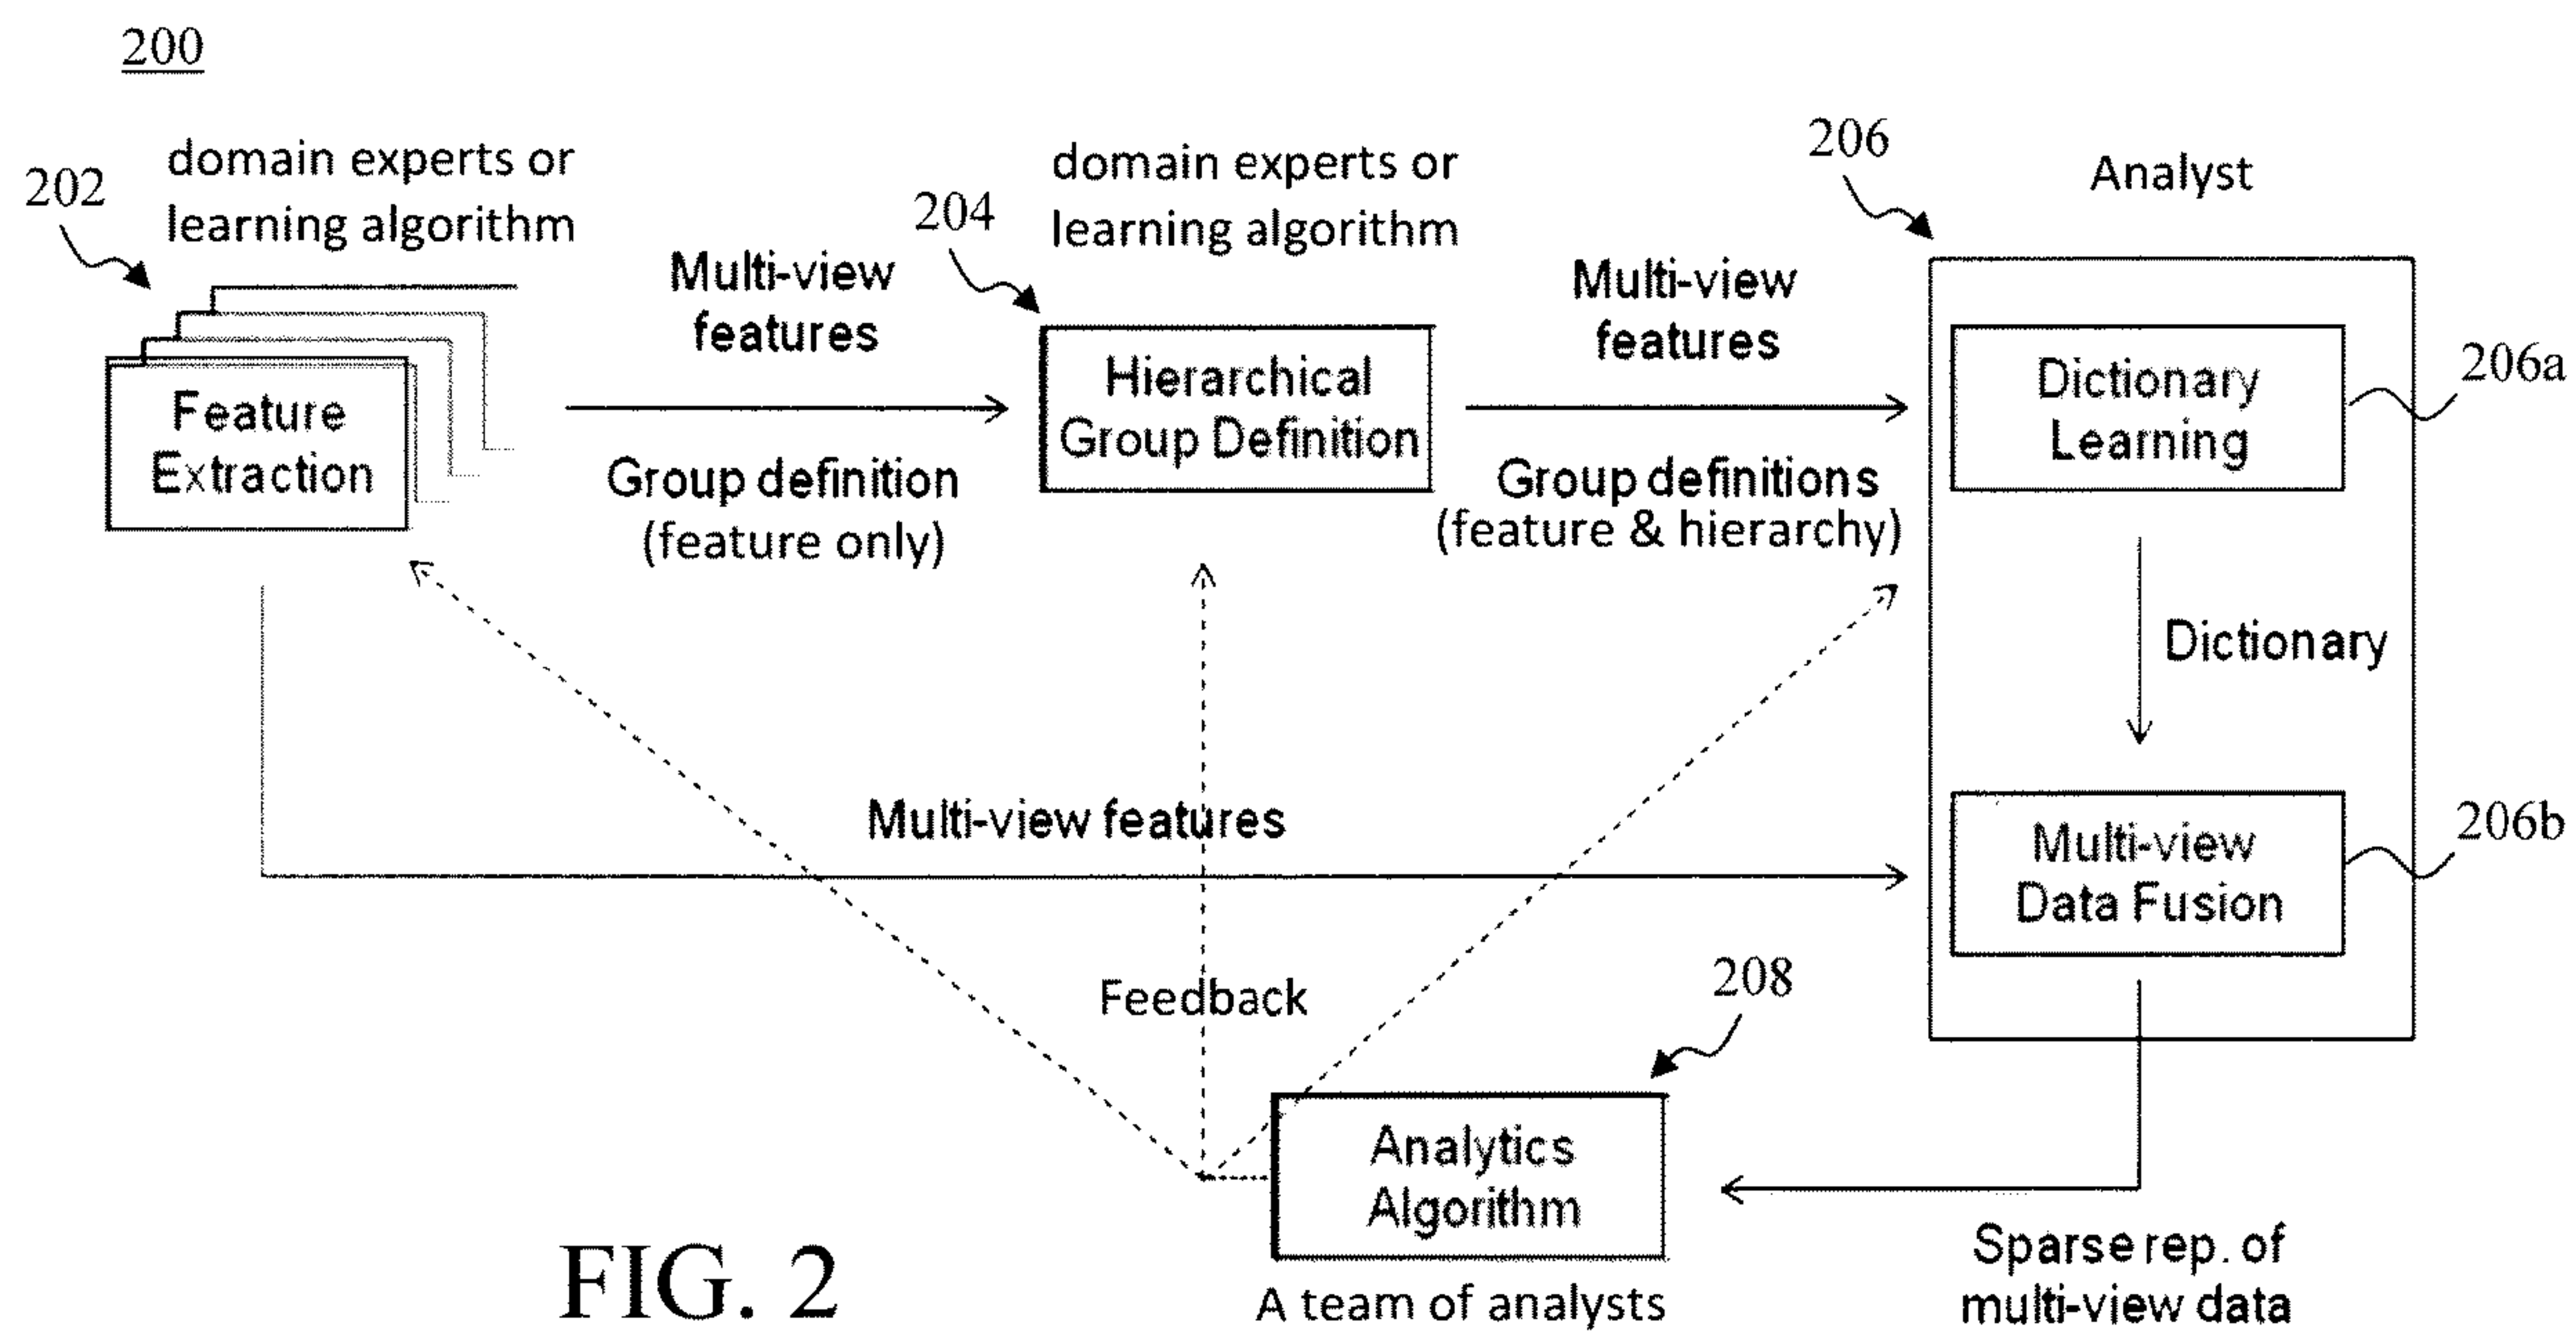 200
202
domain experts or
learning algorithm
Feature
Extraction
Multi-view
features
Group definition
(feature only)
204
domain experts or
learning algorithm
Hierarchical
Group Definition
Multi-view
features
Group definitions
(feature & hierarchy)
206
Analyst
Dictionary
Learning
206a
Dictionary
Multi-view
Data Fusion
206b
Multi-view features
Feedback
208
Analytics
Algorithm
A team of analysts
Sparse rep. of
multi-view data
FIG. 2